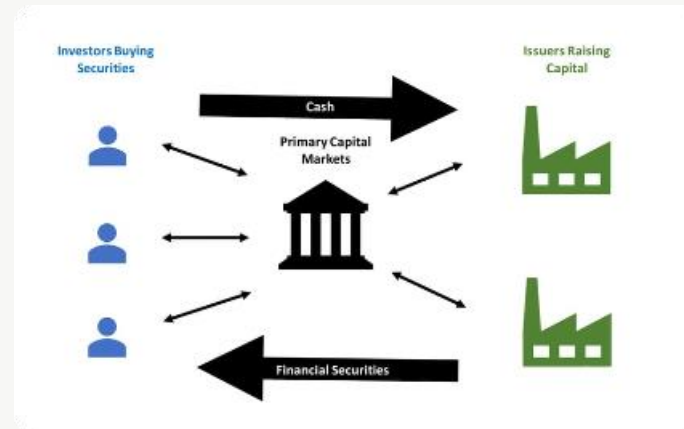 Investors Buying
Securities
Issuers Raising
Capital
Cash
Primary Capital
Markets
Financial Securities